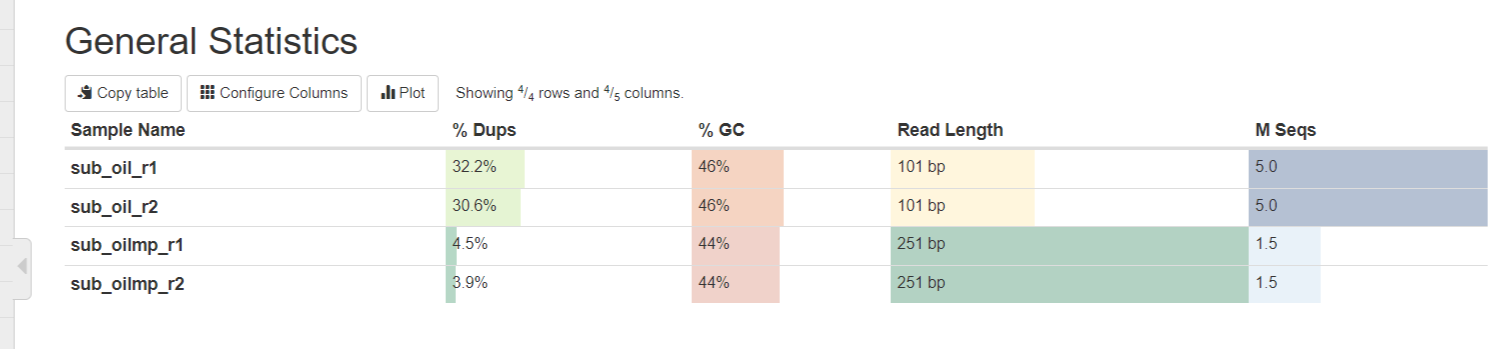 General Statistics
Copy table Configure Columns Plot Showing 4/4 rows and 4/5 columns.
Sample Name % Dups % GC Read Length M Seqs
sub_oil_r1 32.2% 46% 101 bp 5.0
sub_oil_r2 30.6% 46% 101 bp 5.0
sub_oilmp_r1 4.5% 44% 251 bp 1.5
sub_oilmp_r2 3.9% 44% 251 bp 1.5